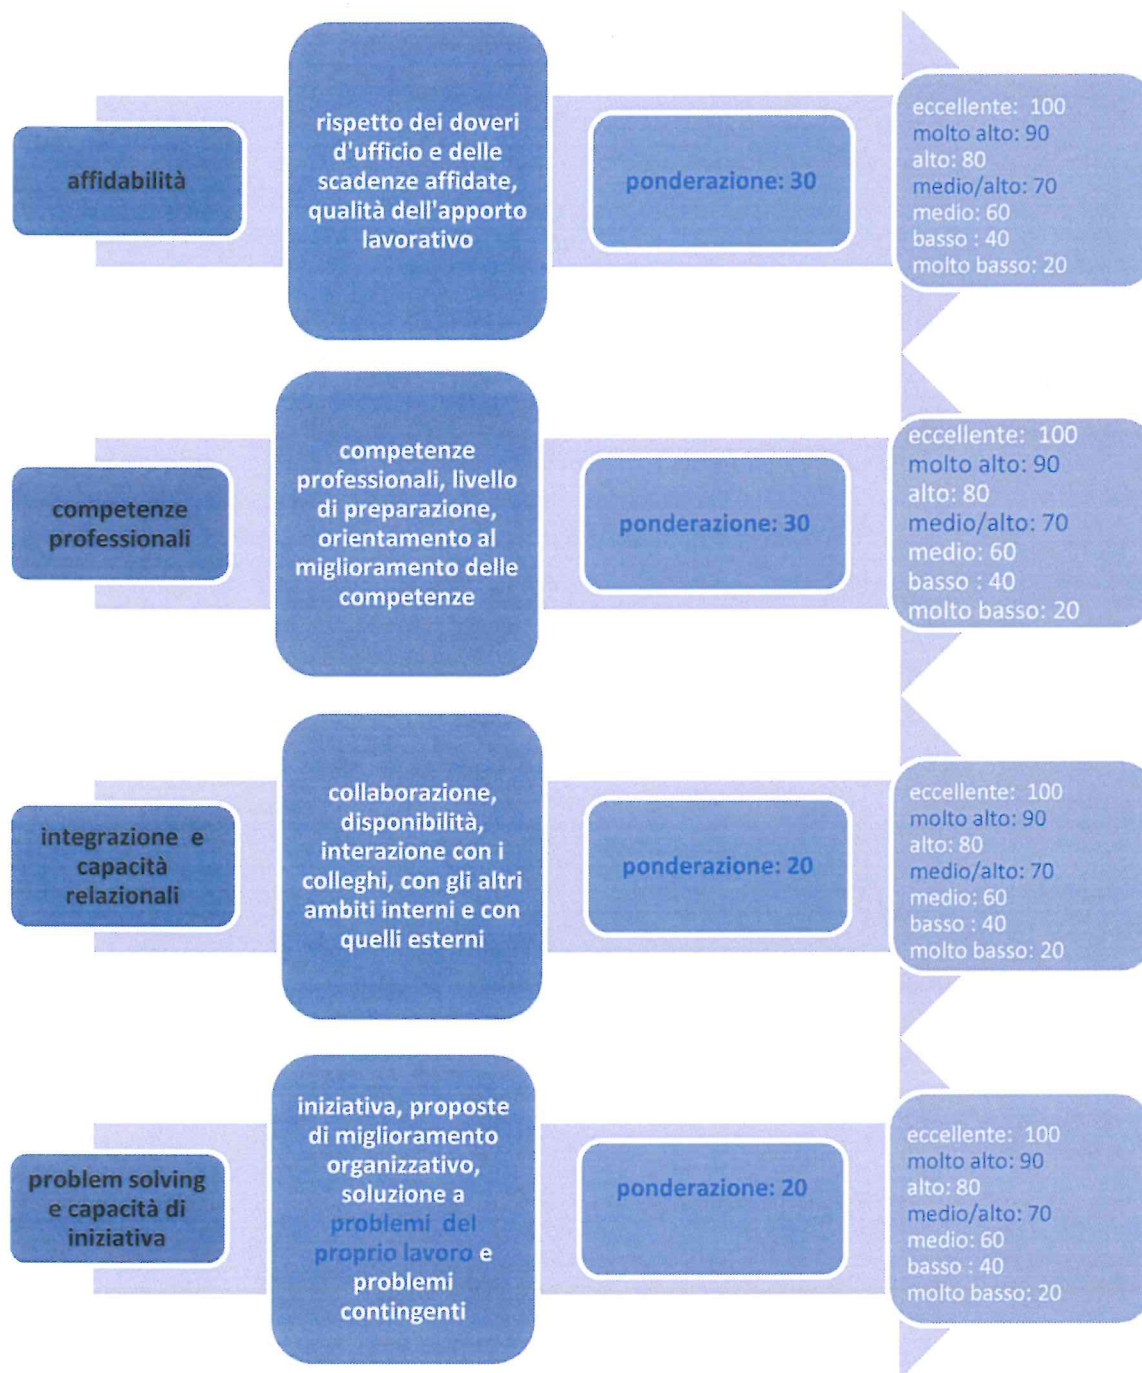 affidabilità
rispetto dei doveri
d'ufficio e delle
scadenze affidate,
qualità dell'apporto
lavorativo
ponderazione: 30
eccellente: 100
molto alto: 90
alto: 80
medio/alto: 70
medio: 60
basso : 40
molto basso: 20
competenze
professionali
competenze
professionali, livello
di preparazione,
orientamento al
miglioramento delle
competenze
ponderazione: 30
eccellente: 100
molto alto: 90
alto: 80
medio/alto: 70
medio: 60
basso : 40
molto basso: 20
integrazione e
capacità
relazionali
collaborazione,
disponibilità,
interazione con i
colleghi, con gli altri
ambiti interni e con
quelli esterni
ponderazione: 20
eccellente: 100
molto alto: 90
alto: 80
medio/alto: 70
medio: 60
basso : 40
molto basso: 20
problem solving
e capacità di
iniziativa
iniziativa, proposte
di miglioramento
organizzativo,
soluzione a
problemi del
proprio lavoro e
problemi
contingenti
ponderazione: 20
eccellente: 100
molto alto: 90
alto: 80
medio/alto: 70
medio: 60
basso : 40
molto basso: 20